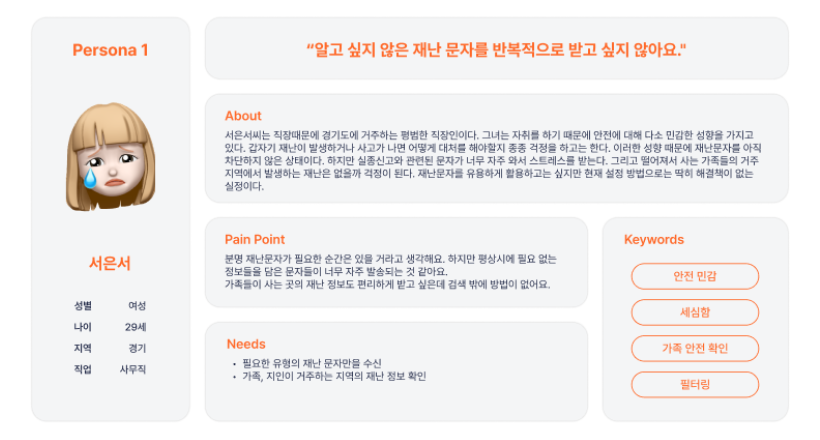 Persona 1
서은서
성별 여성
나이 29세
지역 경기
직업 사무직
“알고 싶지 않은 재난 문자를 반복적으로 받고 싶지 않아요."
About
서은서씨는 직장때문에 경기도에 거주하는 평범한 직장인이다. 그녀는 자취를 하기 때문에 안전에 대해 다소 민감한 성향을 가지고
있다. 갑자기 재난이 발생하거나 사고가 나면 어떻게 대처를 해야할지 종종 걱정을 하고는 한다. 이러한 성향 때문에 재난문자를 아직
차단하지 않은 상태이다. 하지만 실종신고와 관련된 문자가 너무 자주 와서 스트레스를 받는다. 그리고 떨어져서 사는 가족들의 거주
지역에서 발생하는 재난은 없을까 걱정이 된다. 재난문자를 유용하게 활용하고는 싶지만 현재 설정 방법으로는 딱히 해결책이 없는
실정이다.
Pain Point
분명 재난문자가 필요한 순간은 있을 거라고 생각해요. 하지만 평상시에 필요 없는
정보들을 담은 문자들이 너무 자주 발송되는 것 같아요.
가족들이 사는 곳의 재난 정보도 편리하게 받고 싶은데 검색 밖에 방법이 없어요.
Needs
• 필요한 유형의 재난 문자만을 수신
• 가족, 지인이 거주하는 지역의 재난 정보 확인
Keywords
안전 민감
세심함
가족 안전 확인
필터링